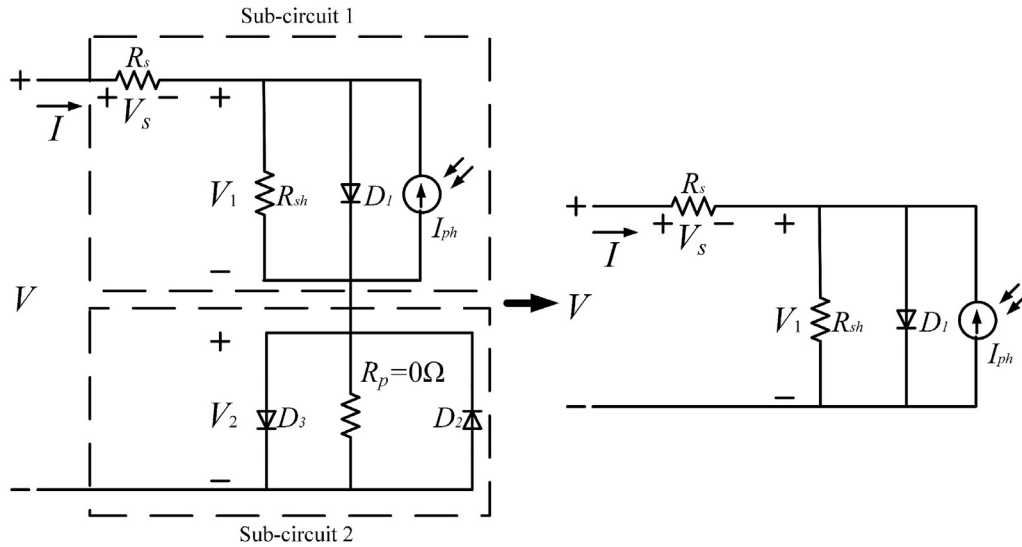 Sub-circuit 1
Rs
+
+ Vs − +
I
V1 Rsh D1
Iph
−
V
+
Rp=0Ω
V2 D3 D2
−
−
Sub-circuit 2
Rs
+
+ Vs − +
I
V
V1 Rsh D1
Iph
−
−